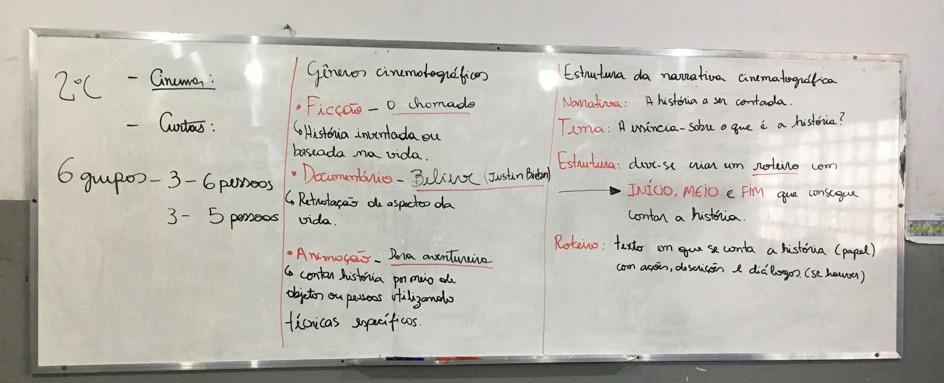 2ºC - Cinema:
- Curtas:
6 grupos - 3 - 6 pessoas
3 - 5 pessoas
Gêneros cinematográficos
• Ficção - O chamado
↳ História inventada ou
baseada na vida.
• Documentário - Believe (Justin Bieber)
↳ Retratação de aspectos da
vida.
• Animação - Dora aventureira
↳ contar história por meio de
objetos ou pessoas utilizando
técnicas específicas.
Estrutura da narrativa cinematográfica
Narrativa: A história a ser contada.
Tema: A essência - sobre o que é a história?
Estrutura: deve-se criar um roteiro com
→ INÍCIO, MEIO e FIM que consegue
contar a história.
Roteiro: texto em que se conta a história (papel)
com ações, descrições e diálogos (se houver)